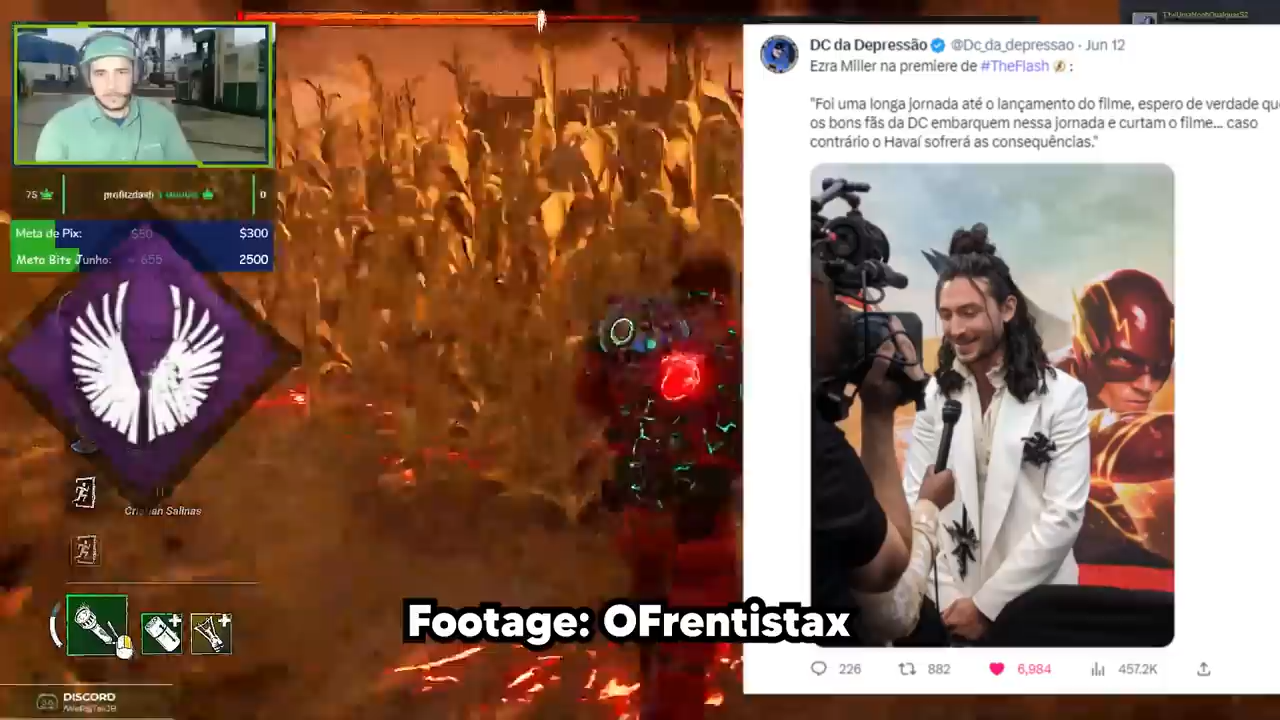 75
profitzdash
0
Meta de Pix: $50 $300
Meta Bits Junho: 655 2500
Cristian Salinas
DISCORD
Footage: OFrentistax
DC da Depressão @Dc_da_depressao · Jun 12
Ezra Miller na premiere de #TheFlash :
"Foi uma longa jornada até o lançamento do filme, espero de verdade que
os bons fãs da DC embarquem nessa jornada e curtam o filme... caso
contrário o Havaí sofrerá as consequências."
226 882 6,984 457.2K